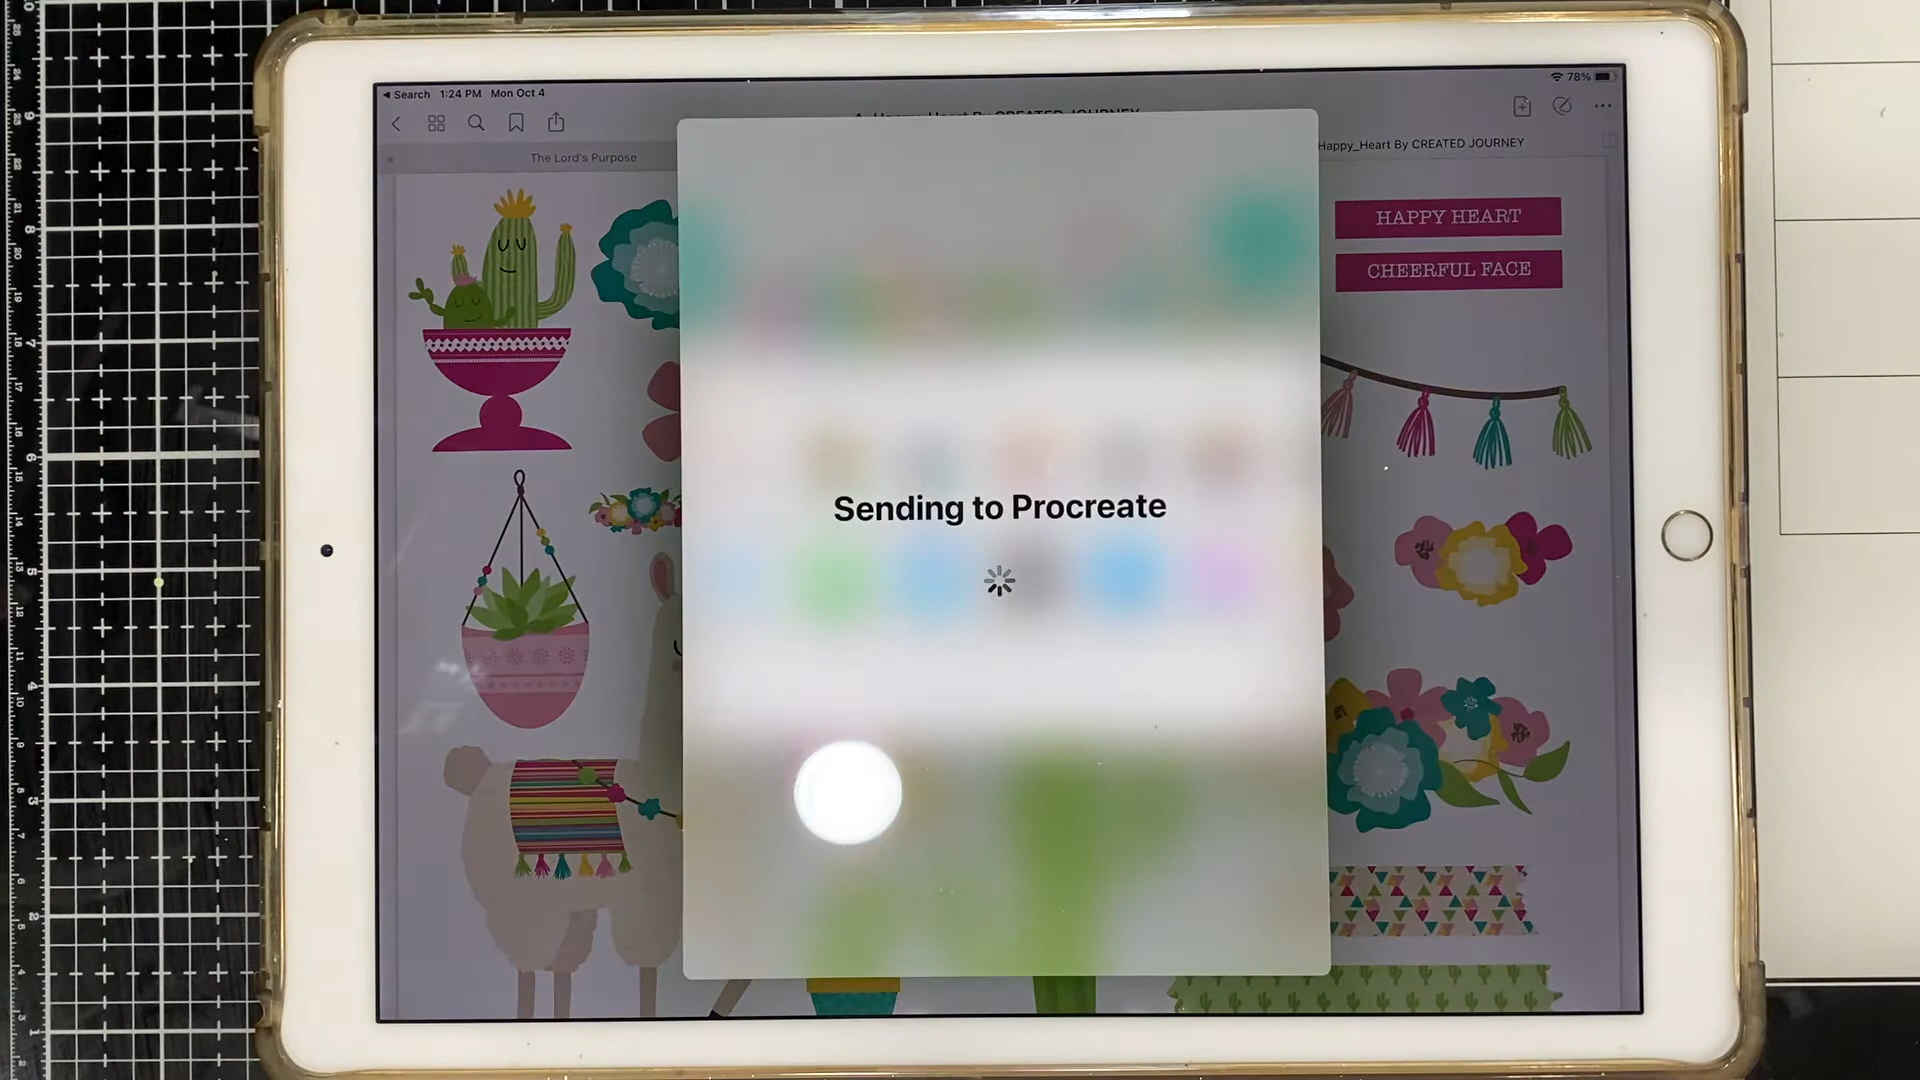 Search 1:24 PM Mon Oct 4
78%
The Lord's Purpose
Happy_Heart By CREATED JOURNEY
HAPPY HEART
CHEERFUL FACE
Sending to Procreate